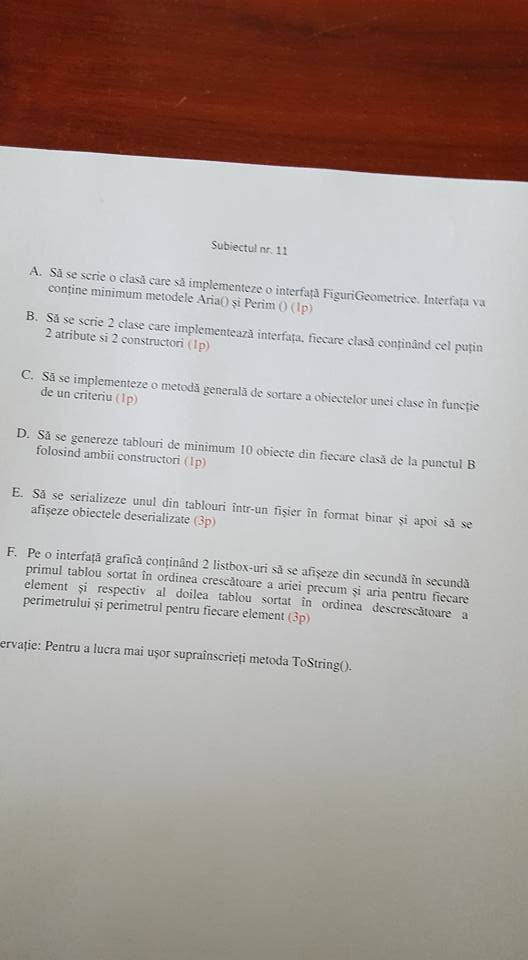 Subiectul nr. 11
A. Să se scrie o clasă care să implementeze o interfață FiguriGeometrice. Interfața va
conține minimum metodele Aria() și Perim () (1p)
B. Să se scrie 2 clase care implementează interfața, fiecare clasă conținând cel puțin
2 atribute si 2 constructori (1p)
C. Să se implementeze o metodă generală de sortare a obiectelor unei clase în funcție
de un criteriu (1p)
D. Să se genereze tablouri de minimum 10 obiecte din fiecare clasă de la punctul B
folosind ambii constructori (1p)
E. Să se serializeze unul din tablouri într-un fișier în format binar și apoi să se
afișeze obiectele deserializate (3p)
F. Pe o interfață grafică conținând 2 listbox-uri să se afișeze din secundă în secundă
primul tablou sortat în ordinea crescătoare a ariei precum și aria pentru fiecare
element și respectiv al doilea tablou sortat în ordinea descrescătoare a
perimetrului și perimetrul pentru fiecare element (3p)
ervație: Pentru a lucra mai ușor supraînscrieți metoda ToString().